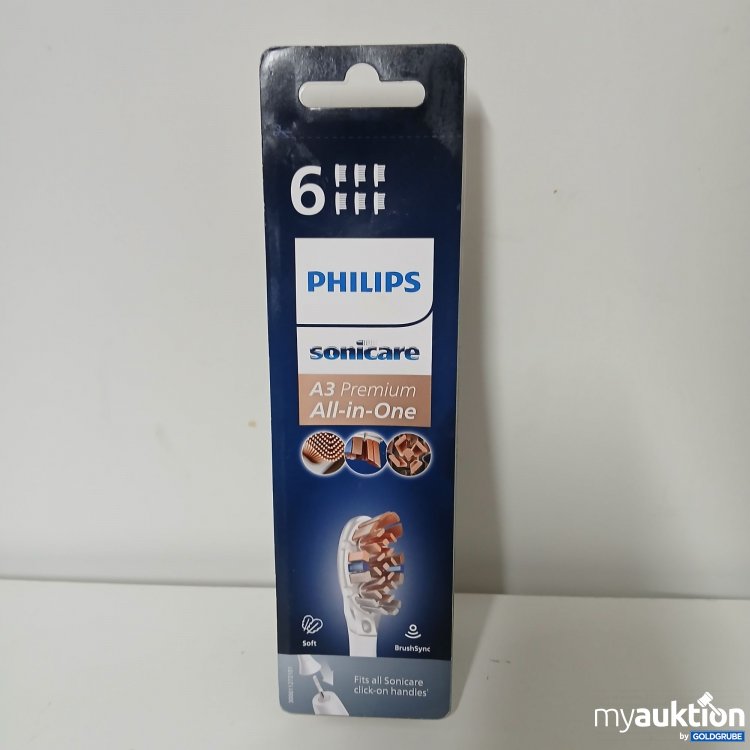 6
PHILIPS
sonicare
A3 Premium
All-in-One
Soft
BrushSync
Fits all Sonicare
click-on handles*
myauktion
by GOLDGRUBE